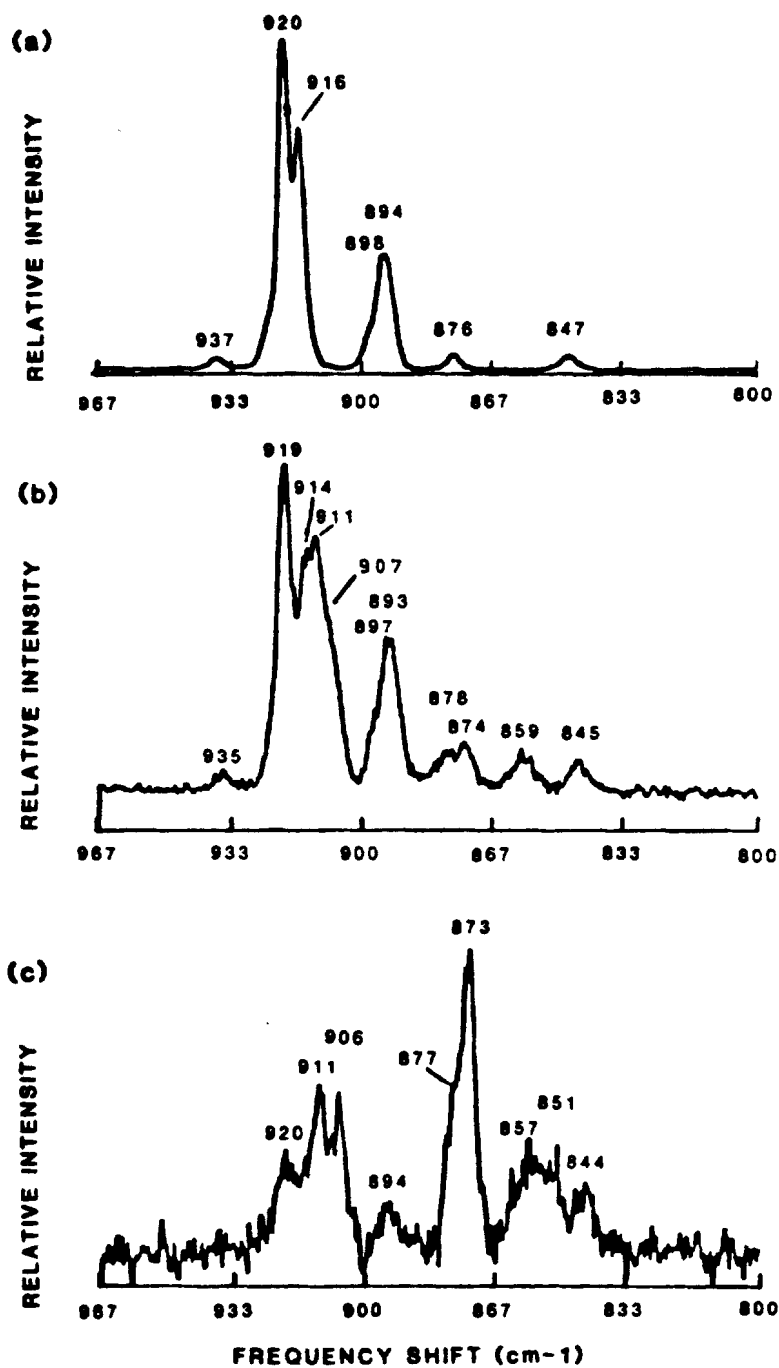 (a)
RELATIVE INTENSITY
920
916
894
898
937
876
847
967 933 900 867 833 800
(b)
RELATIVE INTENSITY
919
914
911
907
893
897
878
874
859
845
935
967 933 900 867 833 800
(c)
RELATIVE INTENSITY
873
906
911
877
920
894
851
857
844
967 933 900 867 833 800
FREQUENCY SHIFT (cm-1)